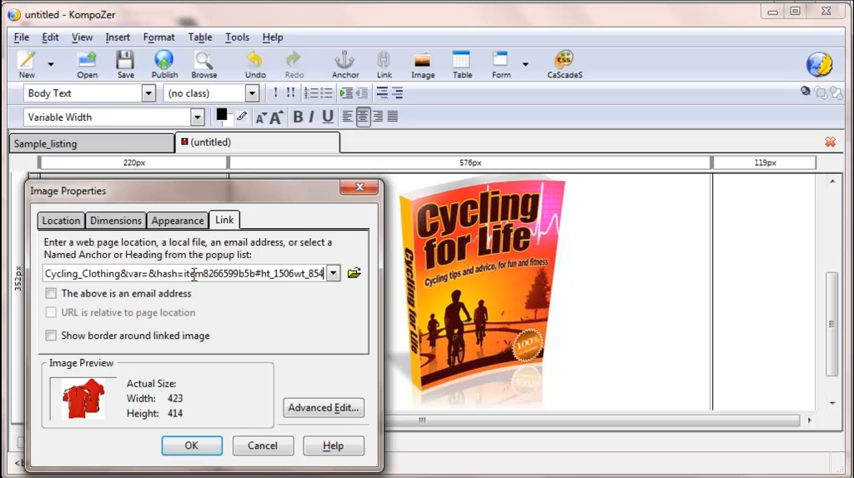 untitled - KompoZer
File Edit View Insert Format Table Tools Help
New Open Save Publish Browse Undo Redo Anchor Link Image Table Form CaScadeS
Body Text (no class) ! !!
Variable Width A A B I U
Sample_listing (untitled)
220px 576px 119px
352px
Image Properties
Location Dimensions Appearance Link
Enter a web page location, a local file, an email address, or select a
Named Anchor or Heading from the popup list:
Cycling_Clothing&var=&hash=item8266599b5b#ht_1506wt_854
The above is an email address
URL is relative to page location
Show border around linked image
Image Preview
Actual Size:
Width: 423
Height: 414
Advanced Edit...
OK Cancel Help
Cycling
for Life
Cycling tips and advice, for fun and fitness.
Cycling for Life
100%